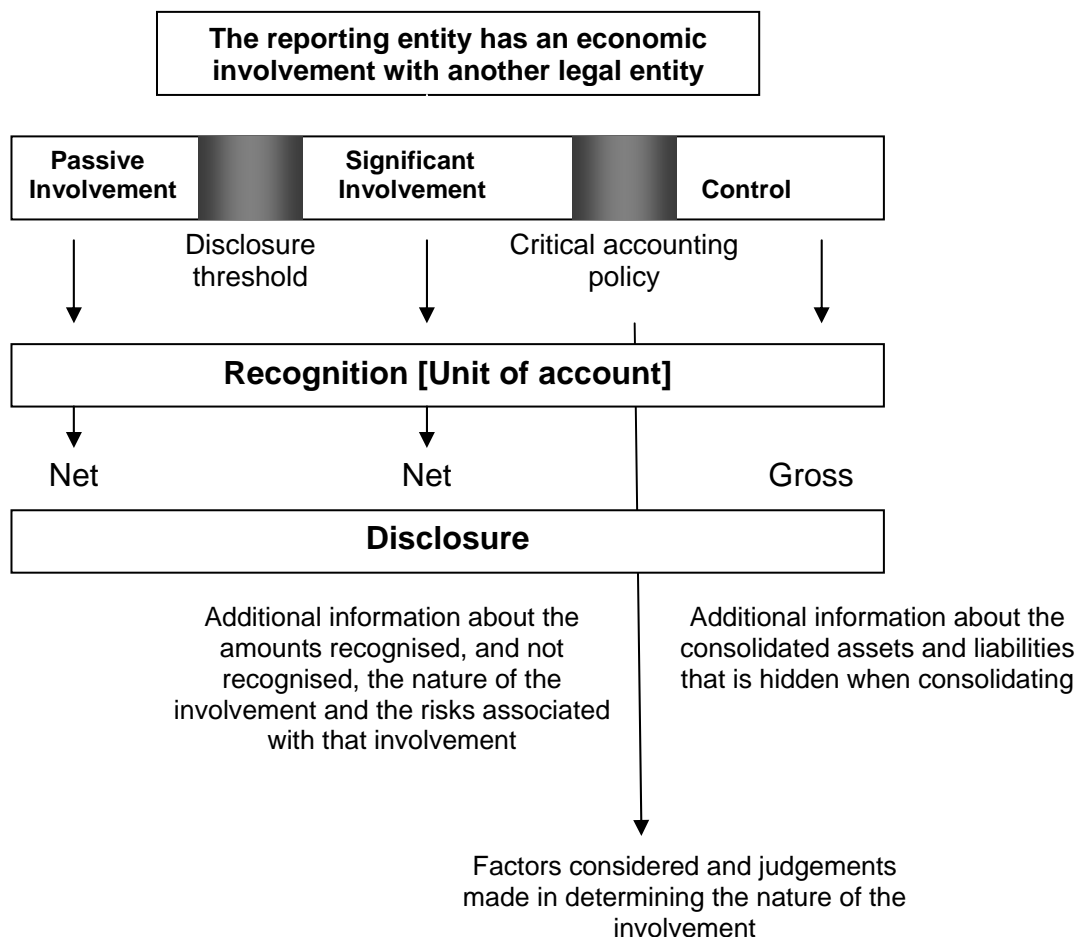 The reporting entity has an economic
involvement with another legal entity
Passive
Involvement
Significant
Involvement
Control
Disclosure
threshold
Critical accounting
policy
Recognition [Unit of account]
Net
Net
Gross
Disclosure
Additional information about the
amounts recognised, and not
recognised, the nature of the
involvement and the risks associated
with that involvement
Additional information about the
consolidated assets and liabilities
that is hidden when consolidating
Factors considered and judgements
made in determining the nature of the
involvement